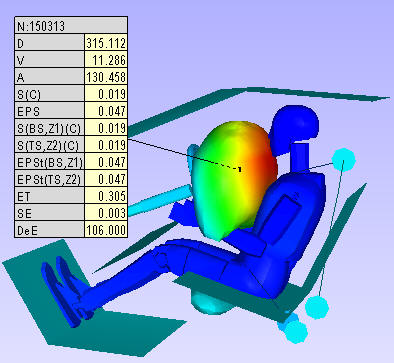 N:150313
D 315.112
V 11.286
A 130.458
S(C) 0.019
EPS 0.047
S(BS,Z1)(C) 0.019
S(TS,Z2)(C) 0.019
EPSt(BS,Z1) 0.047
EPSt(TS,Z2) 0.047
ET 0.305
SE 0.003
DeE 106.000
1